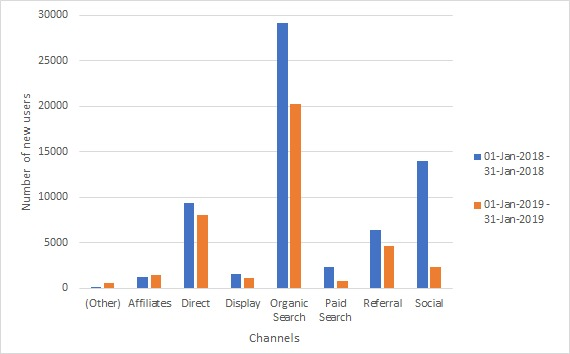 30000
25000
20000
15000
10000
5000
0
Number of new users
(Other) Affiliates Direct Display Organic Search Paid Search Referral Social
Channels
01-Jan-2018 -
31-Jan-2018
01-Jan-2019 -
31-Jan-2019